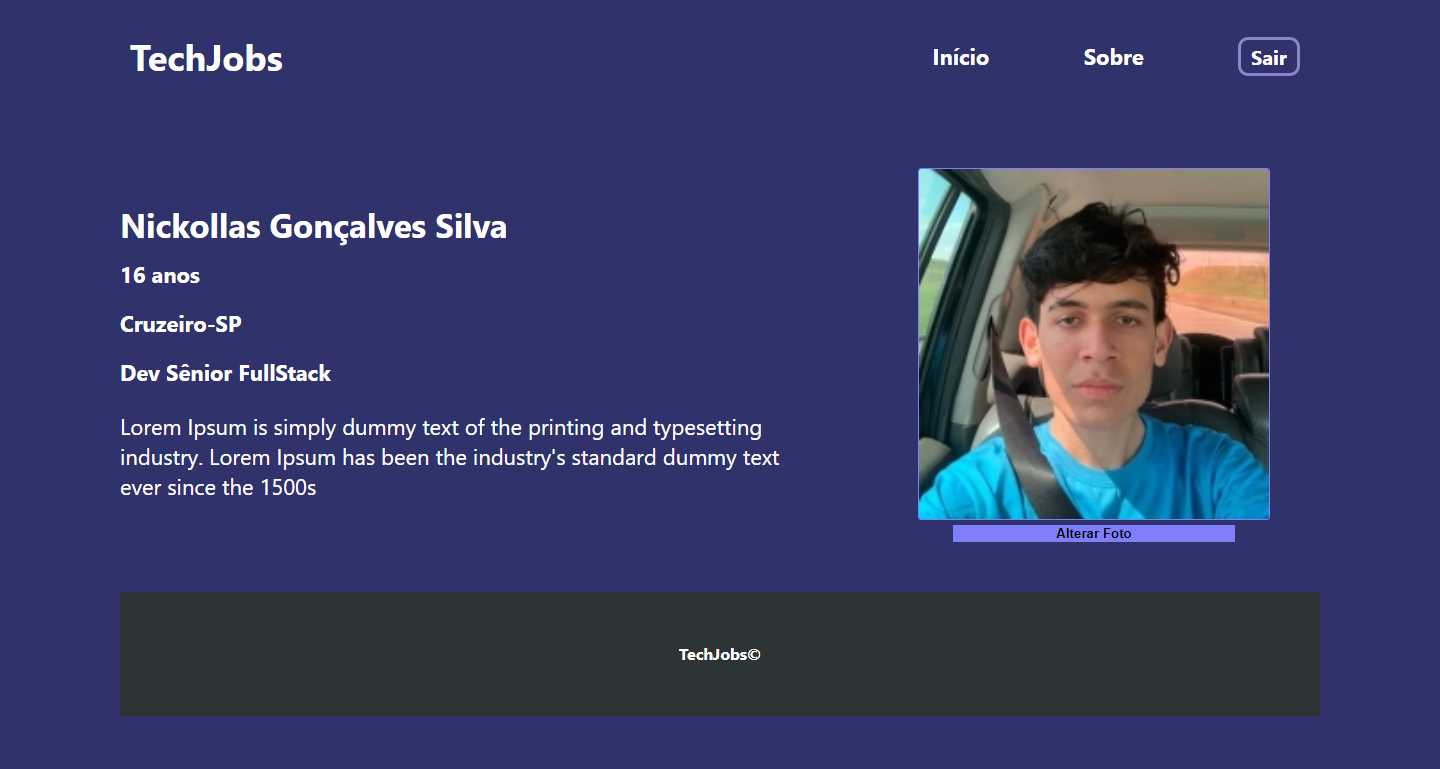 TechJobs
Início
Sobre
Sair
Nickollas Gonçalves Silva
16 anos
Cruzeiro-SP
Dev Sênior FullStack
Lorem Ipsum is simply dummy text of the printing and typesetting
industry. Lorem Ipsum has been the industry's standard dummy text
ever since the 1500s
Alterar Foto
TechJobs©